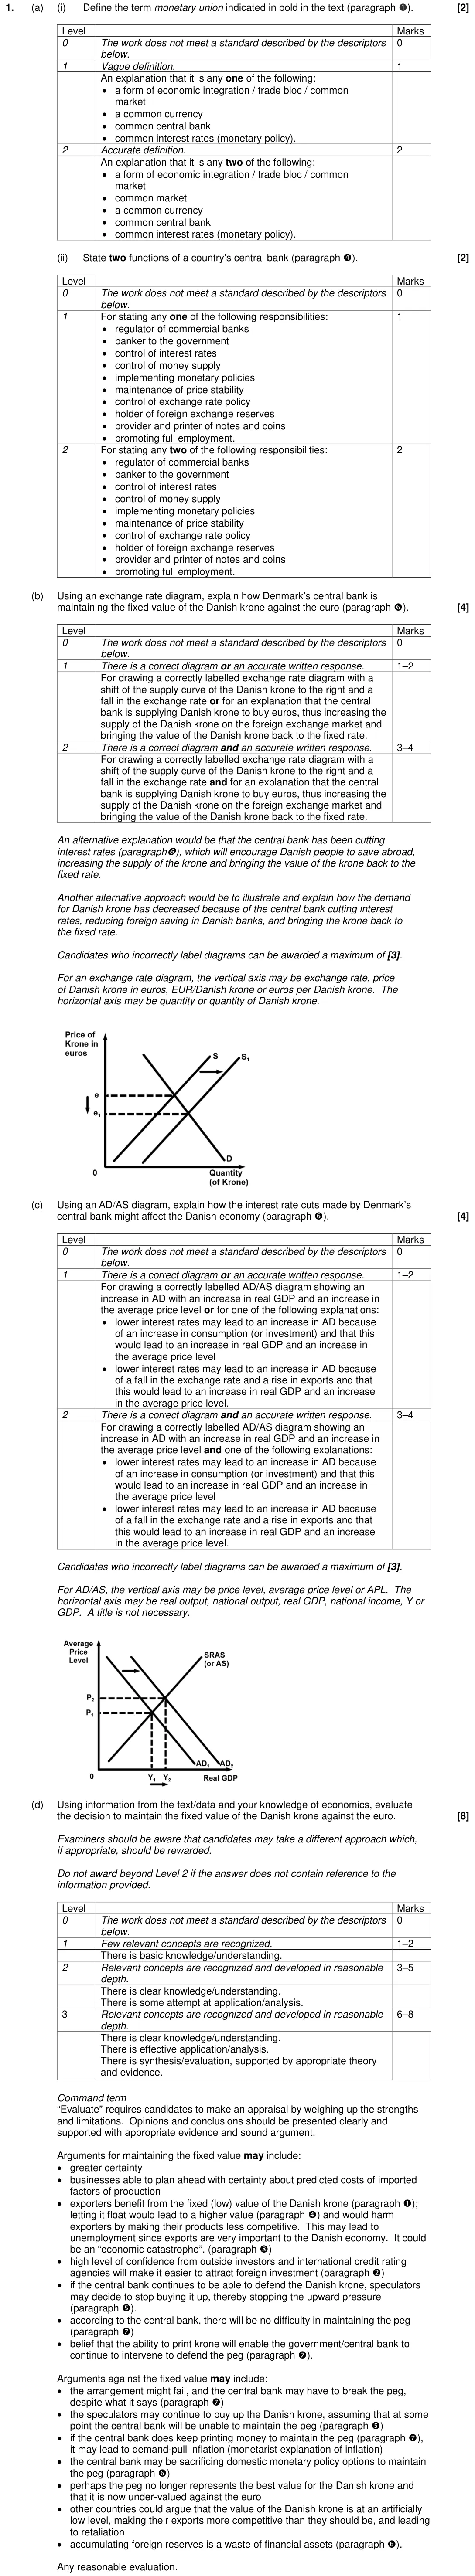 1. (a) (i) Define the term monetary union indicated in bold in the text (paragraph ❶). [2]
Level Marks
0 The work does not meet a standard described by the descriptors 0
below.
1 Vague definition. 1
An explanation that it is any one of the following:
• a form of economic integration / trade bloc / common
market
• a common currency
• common central bank
• common interest rates (monetary policy).
2 Accurate definition. 2
An explanation that it is any two of the following:
• a form of economic integration / trade bloc / common
market
• common market
• a common currency
• common central bank
• common interest rates (monetary policy).
(ii) State two functions of a country's central bank (paragraph ❹). [2]
Level Marks
0 The work does not meet a standard described by the descriptors 0
below.
1 For stating any one of the following responsibilities: 1
• regulator of commercial banks
• banker to the government
• control of interest rates
• control of money supply
• implementing monetary policies
• maintenance of price stability
• control of exchange rate policy
• holder of foreign exchange reserves
• provider and printer of notes and coins
• promoting full employment.
2 For stating any two of the following responsibilities: 2
• regulator of commercial banks
• banker to the government
• control of interest rates
• control of money supply
• implementing monetary policies
• maintenance of price stability
• control of exchange rate policy
• holder of foreign exchange reserves
• provider and printer of notes and coins
• promoting full employment.
(b) Using an exchange rate diagram, explain how Denmark's central bank is
maintaining the fixed value of the Danish krone against the euro (paragraph ❻). [4]
Level Marks
0 The work does not meet a standard described by the descriptors 0
below.
1 There is a correct diagram or an accurate written response. 1–2
For drawing a correctly labelled exchange rate diagram with a
shift of the supply curve of the Danish krone to the right and a
fall in the exchange rate or for an explanation that the central
bank is supplying Danish krone to buy euros, thus increasing the
supply of the Danish krone on the foreign exchange market and
bringing the value of the Danish krone back to the fixed rate.
2 There is a correct diagram and an accurate written response. 3–4
For drawing a correctly labelled exchange rate diagram with a
shift of the supply curve of the Danish krone to the right and a
fall in the exchange rate and for an explanation that the central
bank is supplying Danish krone to buy euros, thus increasing the
supply of the Danish krone on the foreign exchange market and
bringing the value of the Danish krone back to the fixed rate.
An alternative explanation would be that the central bank has been cutting
interest rates (paragraph❻), which will encourage Danish people to save abroad,
increasing the supply of the krone and bringing the value of the krone back to the
fixed rate.
Another alternative approach would be to illustrate and explain how the demand
for Danish krone has decreased because of the central bank cutting interest
rates, reducing foreign saving in Danish banks, and bringing the krone back to
the fixed rate.
Candidates who incorrectly label diagrams can be awarded a maximum of [3].
For an exchange rate diagram, the vertical axis may be exchange rate, price
of Danish krone in euros, EUR/Danish krone or euros per Danish krone. The
horizontal axis may be quantity or quantity of Danish krone.
Price of
Krone in
euros
S S₁
e
e₁
D
0 Quantity
(of Krone)
(c) Using an AD/AS diagram, explain how the interest rate cuts made by Denmark's
central bank might affect the Danish economy (paragraph ❻). [4]
Level Marks
0 The work does not meet a standard described by the descriptors 0
below.
1 There is a correct diagram or an accurate written response. 1–2
For drawing a correctly labelled AD/AS diagram showing an
increase in AD with an increase in real GDP and an increase in
the average price level or for one of the following explanations:
• lower interest rates may lead to an increase in AD because
of an increase in consumption (or investment) and that this
would lead to an increase in real GDP and an increase in
the average price level
• lower interest rates may lead to an increase in AD because
of a fall in the exchange rate and a rise in exports and that
this would lead to an increase in real GDP and an increase
in the average price level.
2 There is a correct diagram and an accurate written response. 3–4
For drawing a correctly labelled AD/AS diagram showing an
increase in AD with an increase in real GDP and an increase in
the average price level and one of the following explanations:
• lower interest rates may lead to an increase in AD because
of an increase in consumption (or investment) and that this
would lead to an increase in real GDP and an increase in
the average price level
• lower interest rates may lead to an increase in AD because
of a fall in the exchange rate and a rise in exports and that
this would lead to an increase in real GDP and an increase
in the average price level.
Candidates who incorrectly label diagrams can be awarded a maximum of [3].
For AD/AS, the vertical axis may be price level, average price level or APL. The
horizontal axis may be real output, national output, real GDP, national income, Y or
GDP. A title is not necessary.
Average
Price
Level
SRAS
(or AS)
P₂
P₁
AD₁ AD₂
0 Y₁ Y₂ Real GDP
(d) Using information from the text/data and your knowledge of economics, evaluate
the decision to maintain the fixed value of the Danish krone against the euro. [8]
Examiners should be aware that candidates may take a different approach which,
if appropriate, should be rewarded.
Do not award beyond Level 2 if the answer does not contain reference to the
information provided.
Level Marks
0 The work does not meet a standard described by the descriptors 0
below.
1 Few relevant concepts are recognized. 1–2
There is basic knowledge/understanding.
2 Relevant concepts are recognized and developed in reasonable 3–5
depth.
There is clear knowledge/understanding.
There is some attempt at application/analysis.
3 Relevant concepts are recognized and developed in reasonable 6–8
depth.
There is clear knowledge/understanding.
There is effective application/analysis.
There is synthesis/evaluation, supported by appropriate theory
and evidence.
Command term
"Evaluate" requires candidates to make an appraisal by weighing up the strengths
and limitations. Opinions and conclusions should be presented clearly and
supported with appropriate evidence and sound argument.
Arguments for maintaining the fixed value may include:
• greater certainty
• businesses able to plan ahead with certainty about predicted costs of imported
factors of production
• exporters benefit from the fixed (low) value of the Danish krone (paragraph ❶);
letting it float would lead to a higher value (paragraph ❹) and would harm
exporters by making their products less competitive. This may lead to
unemployment since exports are very important to the Danish economy. It could
be an "economic catastrophe". (paragraph ❽)
• high level of confidence from outside investors and international credit rating
agencies will make it easier to attract foreign investment (paragraph ❷)
• if the central bank continues to be able to defend the Danish krone, speculators
may decide to stop buying it up, thereby stopping the upward pressure
(paragraph ❺).
• according to the central bank, there will be no difficulty in maintaining the peg
(paragraph ❼)
• belief that the ability to print krone will enable the government/central bank to
continue to intervene to defend the peg (paragraph ❼).
Arguments against the fixed value may include:
• the arrangement might fail, and the central bank may have to break the peg,
despite what it says (paragraph ❼)
• the speculators may continue to buy up the Danish krone, assuming that at some
point the central bank will be unable to maintain the peg (paragraph ❺)
• if the central bank does keep printing money to maintain the peg (paragraph ❼),
it may lead to demand-pull inflation (monetarist explanation of inflation)
• the central bank may be sacrificing domestic monetary policy options to maintain
the peg (paragraph ❻)
• perhaps the peg no longer represents the best value for the Danish krone and
that it is now under-valued against the euro
• other countries could argue that the value of the Danish krone is at an artificially
low level, making their exports more competitive than they should be, and leading
to retaliation
• accumulating foreign reserves is a waste of financial assets (paragraph ❻).
Any reasonable evaluation.